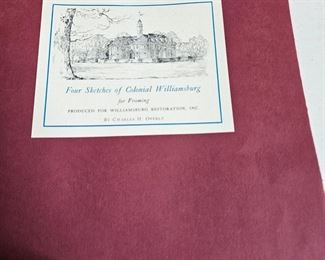 Four Sketches of Colonial Williamsburg
for Framing
PRODUCED FOR WILLIAMSBURG RESTORATION, INC.
BY CHARLES H. OVERLY